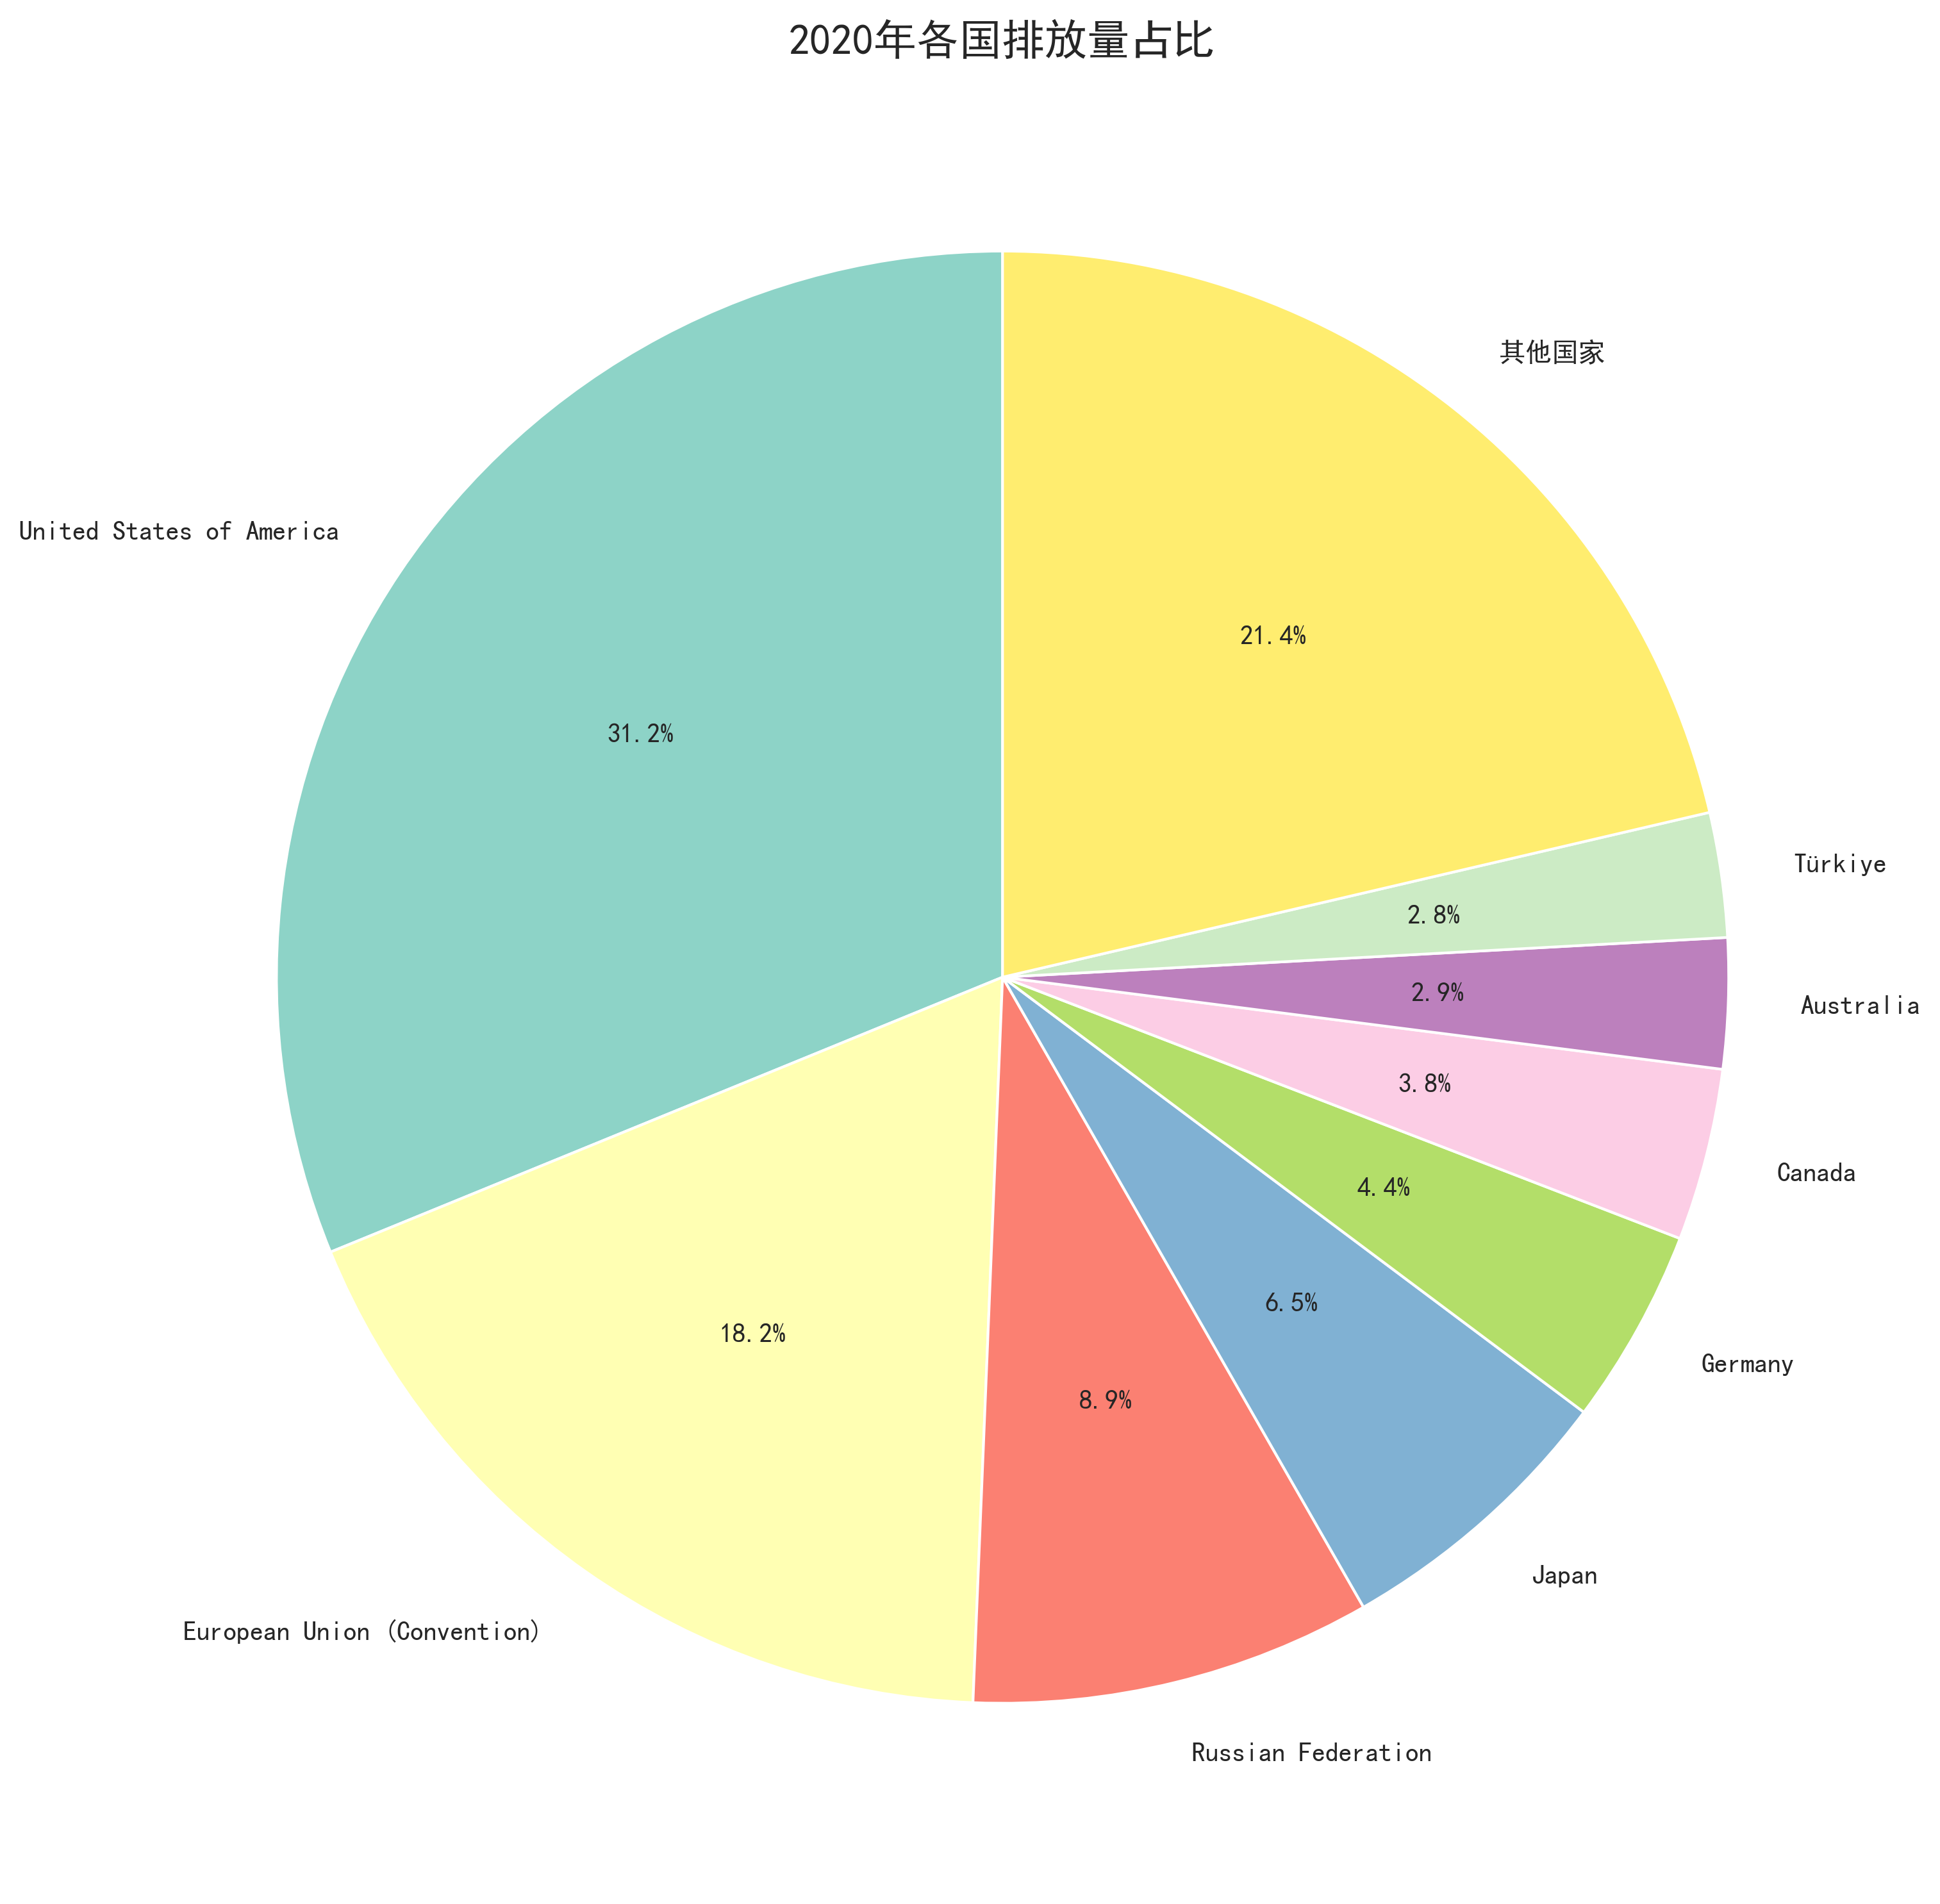 2020年各国排放量占比
其他国家
United States of America
21.4%
31.2%
Türkiye
2.8%
2.9%
Australia
3.8%
Canada
4.4%
6.5%
18.2%
Germany
8.9%
Japan
European Union (Convention)
Russian Federation